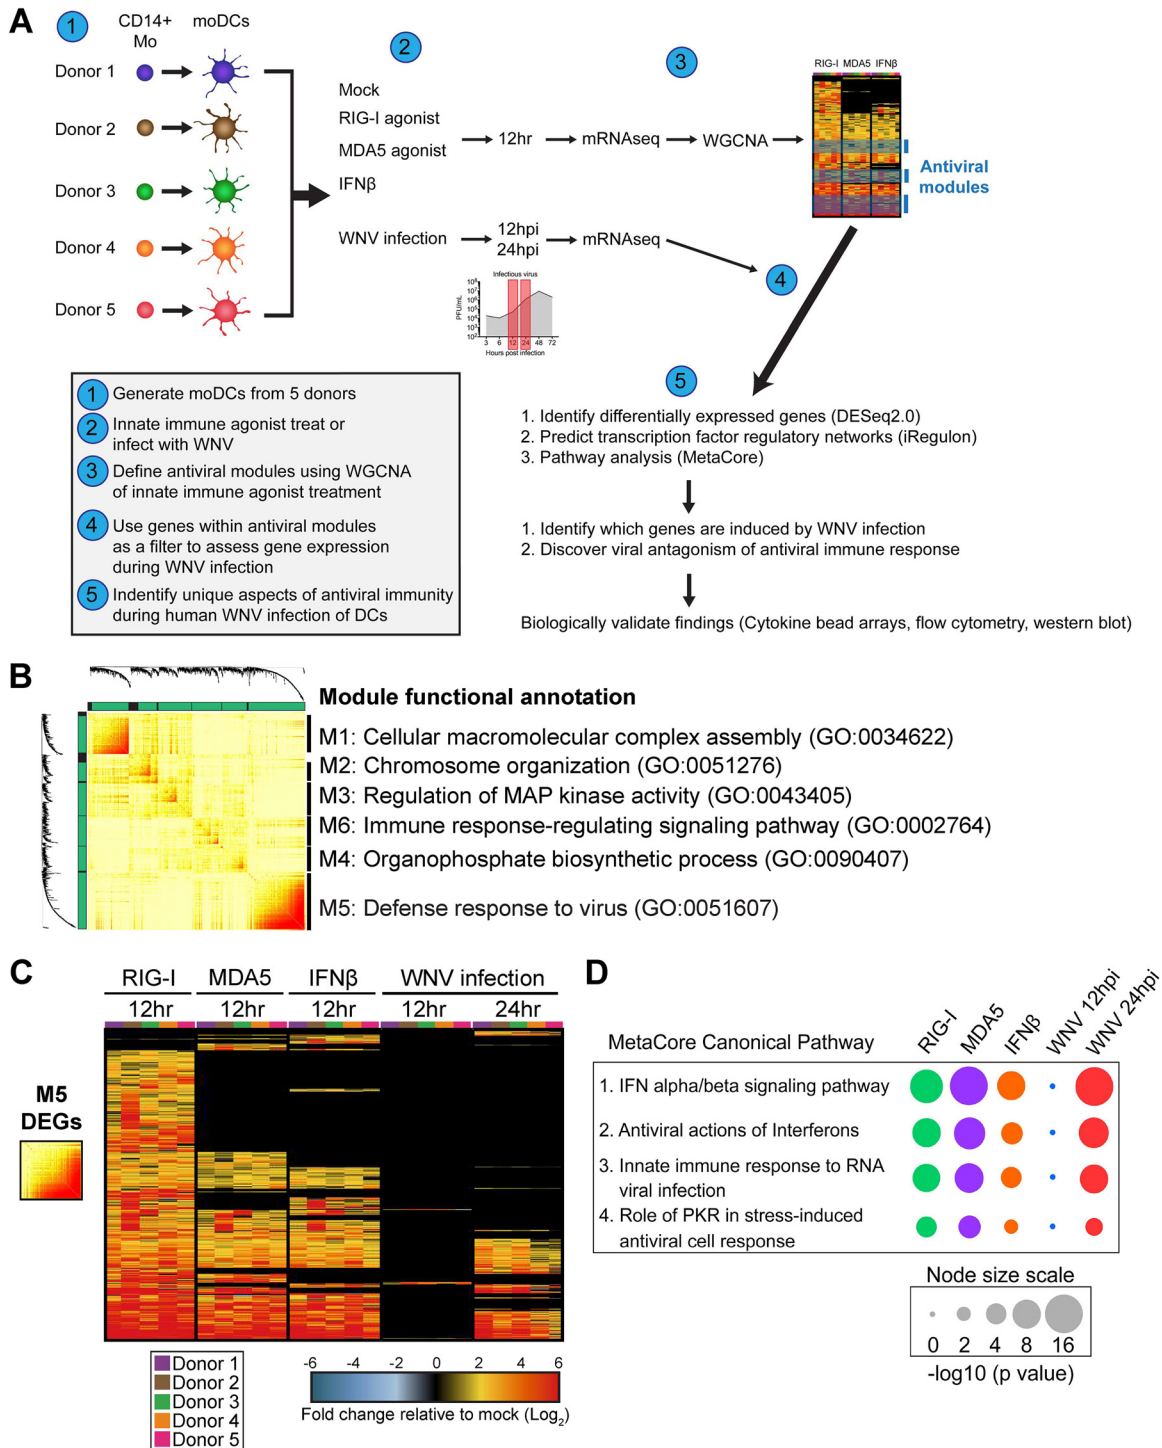 A
1
CD14+
Mo
moDCs
Donor 1
Donor 2
Donor 3
Donor 4
Donor 5
2
Mock
RIG-I agonist
MDA5 agonist
IFNβ
WNV infection
12hr
mRNAseq
WGCNA
3
RIG-I MDA5 IFNβ
Antiviral
modules
12hpi
24hpi
mRNAseq
4
Infectious virus
PFU/mL
10⁸
10⁷
10⁶
10⁵
10⁴
10³
10²
3 6 12 24 48 72
Hours post infection
1 Generate moDCs from 5 donors
2 Innate immune agonist treat or
infect with WNV
3 Define antiviral modules using WGCNA
of innate immune agonist treatment
4 Use genes within antiviral modules
as a filter to assess gene expression
during WNV infection
5 Indentify unique aspects of antiviral immunity
during human WNV infection of DCs
5
1. Identify differentially expressed genes (DESeq2.0)
2. Predict transcription factor regulatory networks (iRegulon)
3. Pathway analysis (MetaCore)
1. Identify which genes are induced by WNV infection
2. Discover viral antagonism of antiviral immune response
Biologically validate findings (Cytokine bead arrays, flow cytometry, western blot)
B
Module functional annotation
M1: Cellular macromolecular complex assembly (GO:0034622)
M2: Chromosome organization (GO:0051276)
M3: Regulation of MAP kinase activity (GO:0043405)
M6: Immune response-regulating signaling pathway (GO:0002764)
M4: Organophosphate biosynthetic process (GO:0090407)
M5: Defense response to virus (GO:0051607)
C
RIG-I MDA5 IFNβ WNV infection
12hr 12hr 12hr 12hr 24hr
M5
DEGs
Donor 1
Donor 2
Donor 3
Donor 4
Donor 5
-6 -4 -2 0 2 4 6
Fold change relative to mock (Log₂)
D
MetaCore Canonical Pathway
RIG-I
MDA5
IFNβ
WNV 12hpi
WNV 24hpi
1. IFN alpha/beta signaling pathway
2. Antiviral actions of Interferons
3. Innate immune response to RNA
viral infection
4. Role of PKR in stress-induced
antiviral cell response
Node size scale
0 2 4 8 16
-log10 (p value)